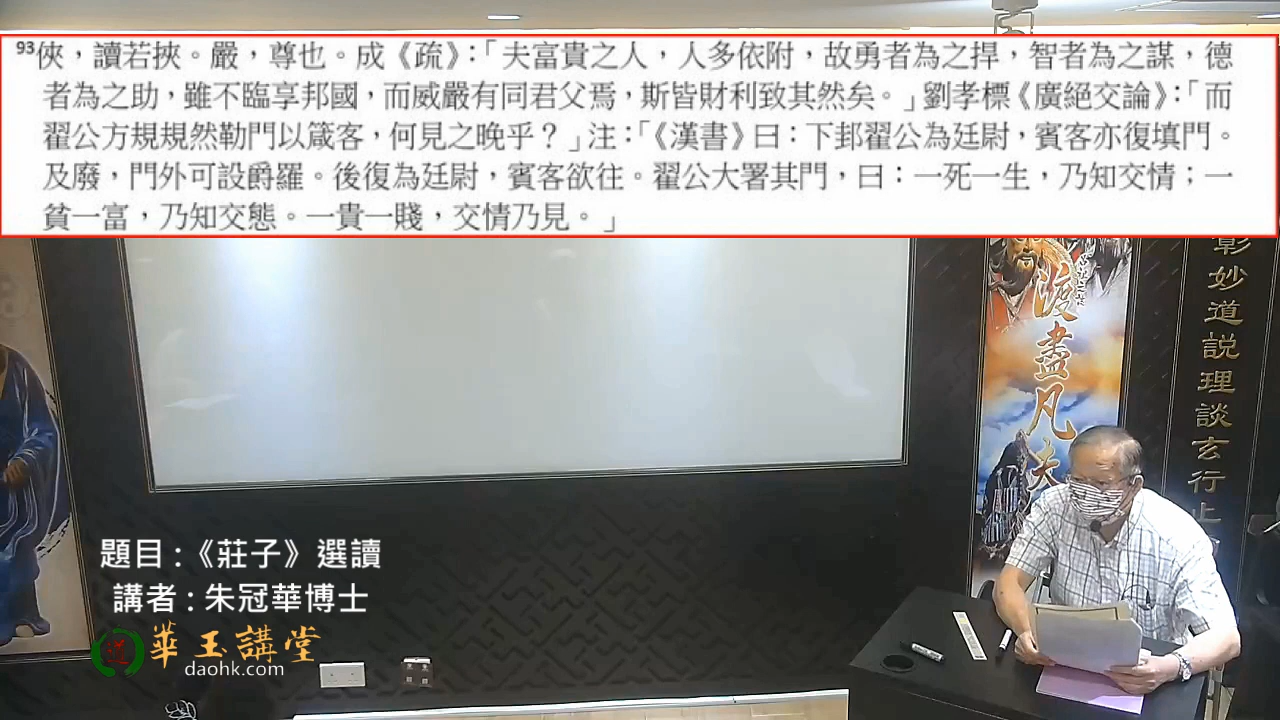 93俠，讀若挾。嚴，尊也。成《疏》：「夫富貴之人，人多依附，故勇者為之捍，智者為之謀，德
者為之助，雖不臨享邦國，而威嚴有同君父焉，斯皆財利致其然矣。」劉孝標《廣絕交論》：「而
翟公方規規然勒門以箴客，何見之晚乎？」注：「《漢書》曰：下邽翟公為廷尉，賓客亦復填門。
及廢，門外可設爵羅。後復為廷尉，賓客欲往。翟公大署其門，曰：一死一生，乃知交情；一
貧一富，乃知交態。一貴一賤，交情乃見。」
彰妙道説理談玄行上
渡盡凡夫
題目：《莊子》選讀
講者：朱冠華博士
道 華玉講堂
daohk.com